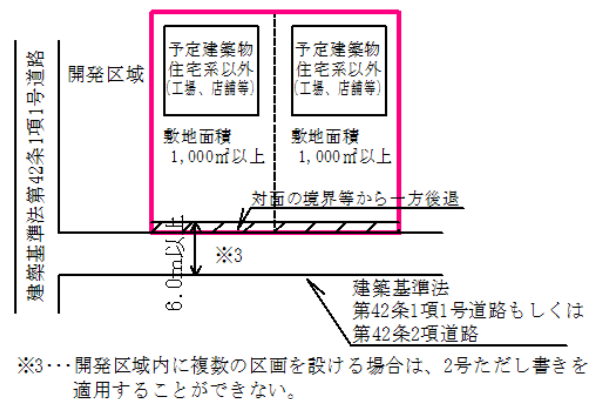 建築基準法第42条1項1号道路
開発区域
予定建築物
住宅系以外
(工場、店舗等)
敷地面積
1,000㎡以上
予定建築物
住宅系以外
(工場、店舗等)
敷地面積
1,000㎡以上
対面の境界等から一方後退
6.0m以上
※3
建築基準法
第42条1項1号道路もしくは
第42条2項道路
※3･･･開発区域内に複数の区画を設ける場合は、2号ただし書きを
適用することができない。